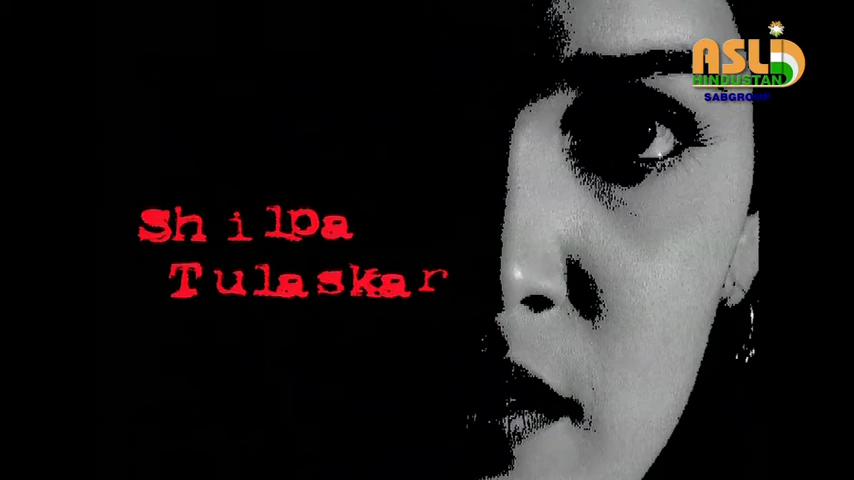 Shilpa
Tulaskar
ASLI
HINDUSTAN
SABGROUP